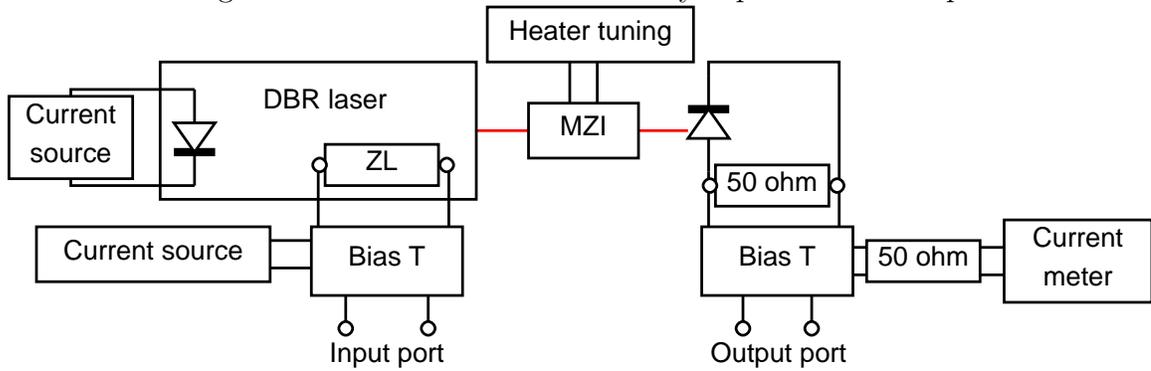 Heater tuning
DBR laser
Current
source
MZI
ZL
50 ohm
Current source
Bias T
Bias T
50 ohm
Current
meter
Input port
Output port